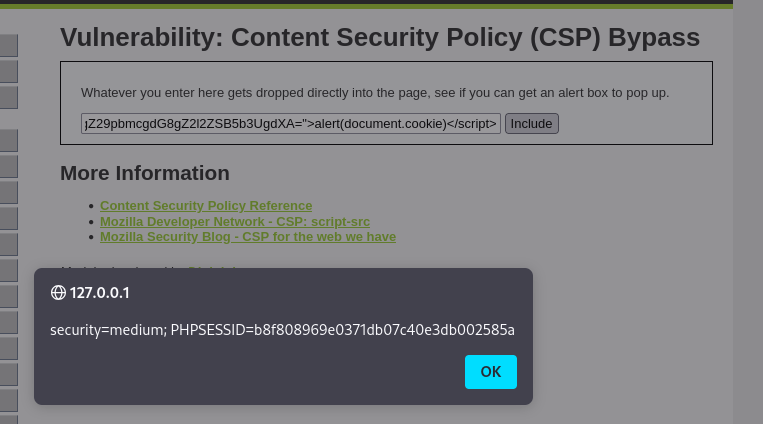 Vulnerability: Content Security Policy (CSP) Bypass
Whatever you enter here gets dropped directly into the page, see if you can get an alert box to pop up.
gZ29pbmcgdG8gZ2l2ZSB5b3UgdXA=">alert(document.cookie)</script> Include
More Information
Content Security Policy Reference
Mozilla Developer Network - CSP: script-src
Mozilla Security Blog - CSP for the web we have
127.0.0.1
security=medium; PHPSESSID=b8f808969e0371db07c40e3db002585a
OK